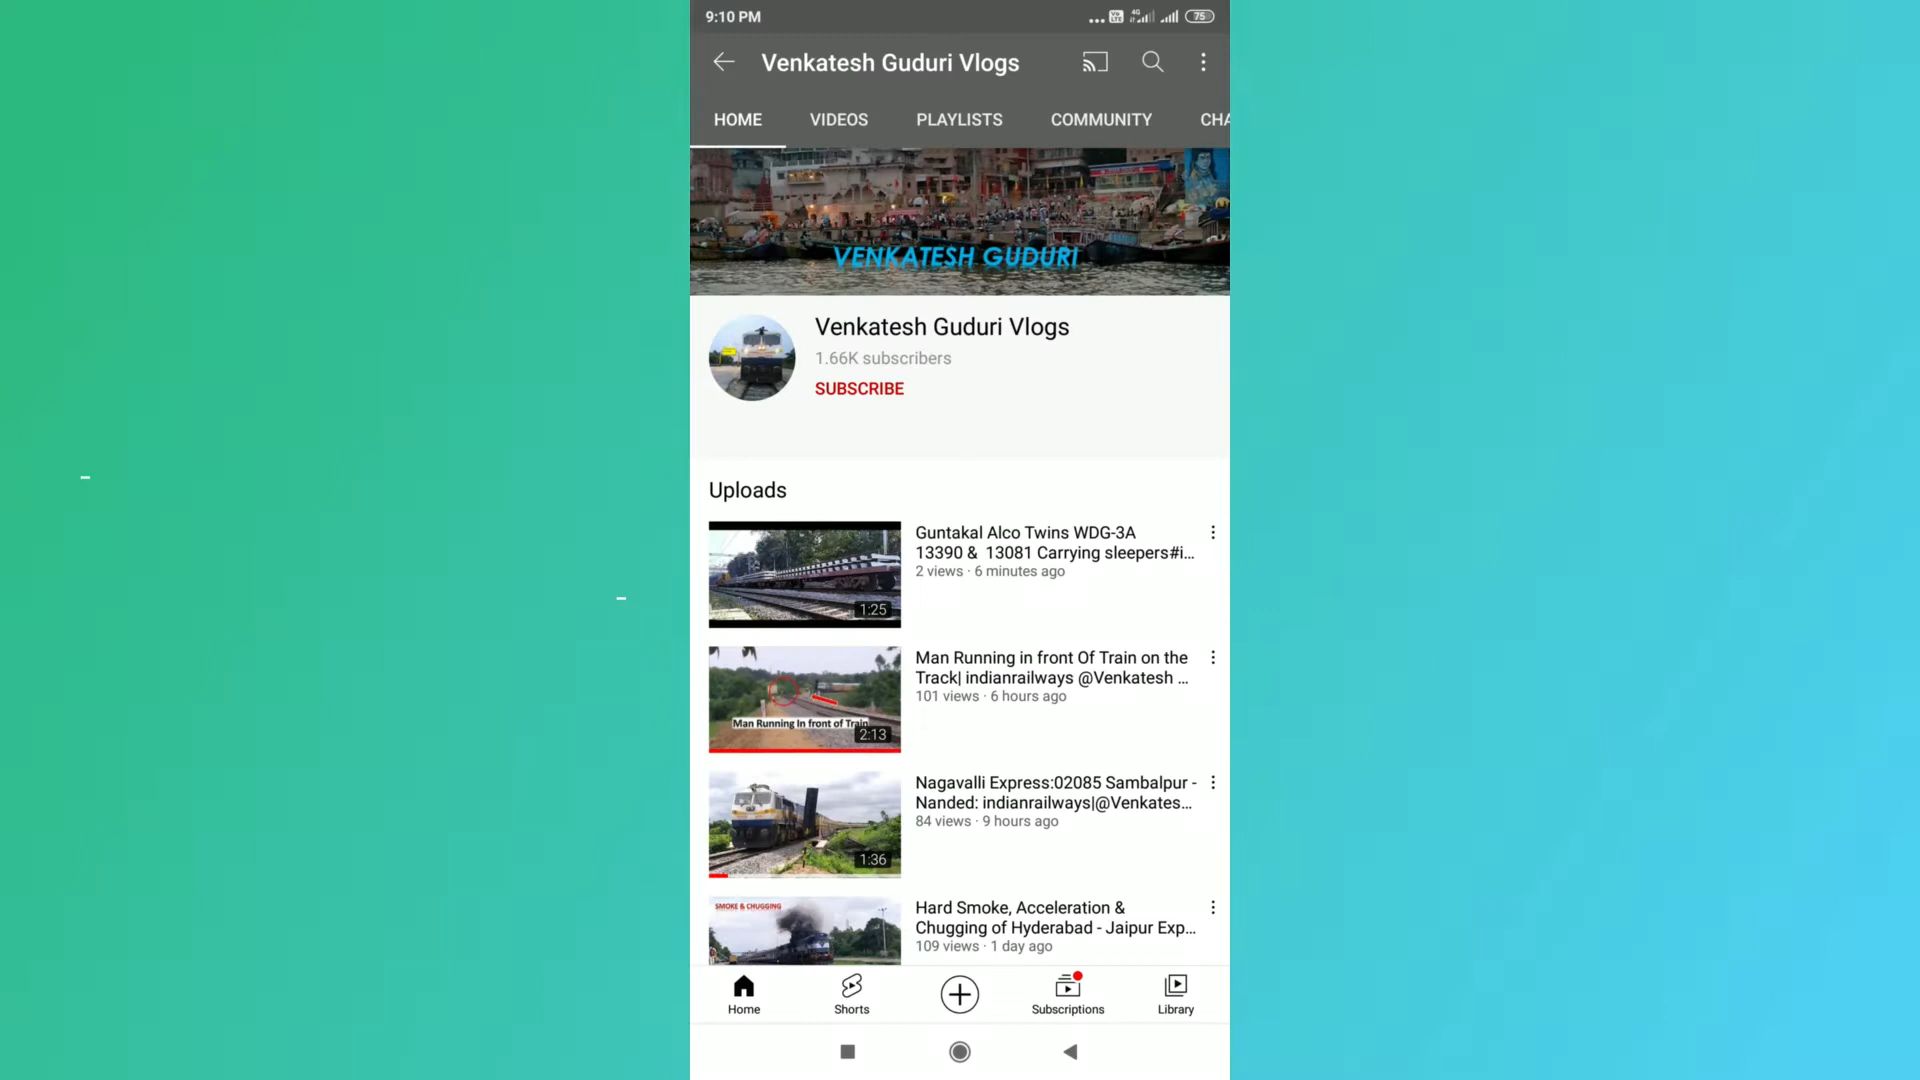 9:10 PM
4G
75
Venkatesh Guduri Vlogs
HOME VIDEOS PLAYLISTS COMMUNITY CHA
VENKATESH GUDURI
Venkatesh Guduri Vlogs
1.66K subscribers
SUBSCRIBE
Uploads
Guntakal Alco Twins WDG-3A
13390 & 13081 Carrying sleepers#i...
2 views · 6 minutes ago
1:25
Man Running in front Of Train on the
Track| indianrailways @Venkatesh ...
101 views · 6 hours ago
Man Running In front of Train
2:13
Nagavalli Express:02085 Sambalpur -
Nanded: indianrailways|@Venkates...
84 views · 9 hours ago
1:36
SMOKE & CHUGGING
Hard Smoke, Acceleration &
Chugging of Hyderabad - Jaipur Exp...
109 views · 1 day ago
Home Shorts Subscriptions Library